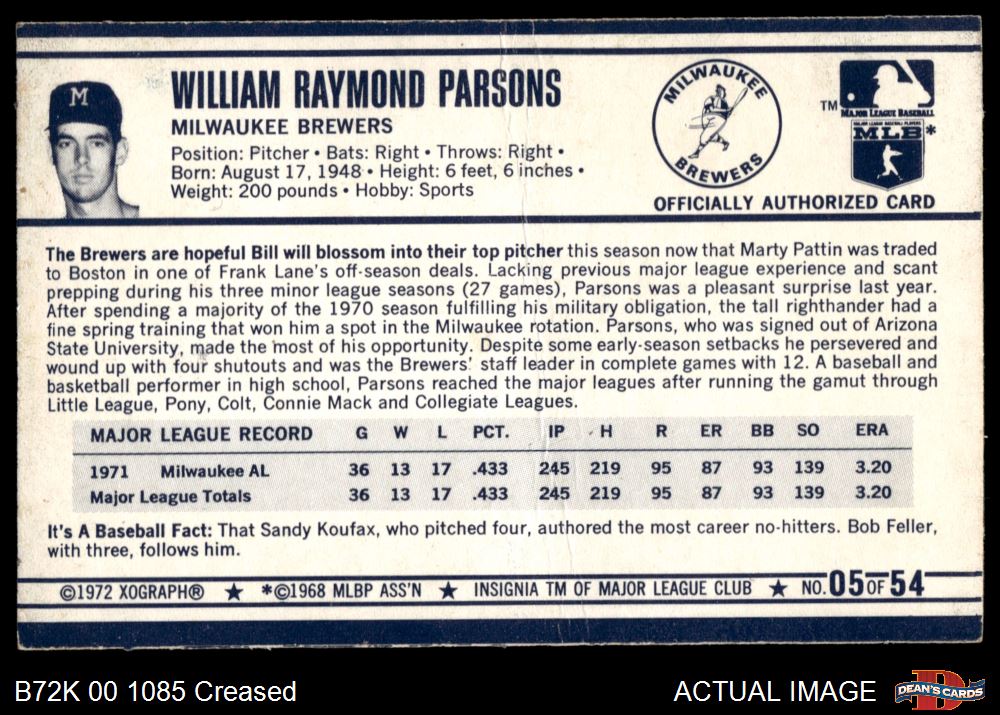 M
WILLIAM RAYMOND PARSONS
MILWAUKEE BREWERS
Position: Pitcher • Bats: Right • Throws: Right •
Born: August 17, 1948 • Height: 6 feet, 6 inches •
Weight: 200 pounds • Hobby: Sports
MILWAUKEE
BREWERS
TM
MAJOR LEAGUE BASEBALL
MAJOR LEAGUE BASEBALL PLAYERS
MLB*
OFFICIALLY AUTHORIZED CARD
The Brewers are hopeful Bill will blossom into their top pitcher this season now that Marty Pattin was traded
to Boston in one of Frank Lane's off-season deals. Lacking previous major league experience and scant
prepping during his three minor league seasons (27 games), Parsons was a pleasant surprise last year.
After spending a majority of the 1970 season fulfilling his military obligation, the tall righthander had a
fine spring training that won him a spot in the Milwaukee rotation. Parsons, who was signed out of Arizona
State University, made the most of his opportunity. Despite some early-season setbacks he persevered and
wound up with four shutouts and was the Brewers' staff leader in complete games with 12. A baseball and
basketball performer in high school, Parsons reached the major leagues after running the gamut through
Little League, Pony, Colt, Connie Mack and Collegiate Leagues.
MAJOR LEAGUE RECORD G W L PCT. IP H R ER BB SO ERA
1971 Milwaukee AL 36 13 17 .433 245 219 95 87 93 139 3.20
Major League Totals 36 13 17 .433 245 219 95 87 93 139 3.20
It's A Baseball Fact: That Sandy Koufax, who pitched four, authored the most career no-hitters. Bob Feller,
with three, follows him.
©1972 XOGRAPH® ★ *©1968 MLBP ASS'N ★ INSIGNIA TM OF MAJOR LEAGUE CLUB ★ NO. 05 OF 54
B72K 00 1085 Creased
ACTUAL IMAGE
D
DEAN'S CARDS